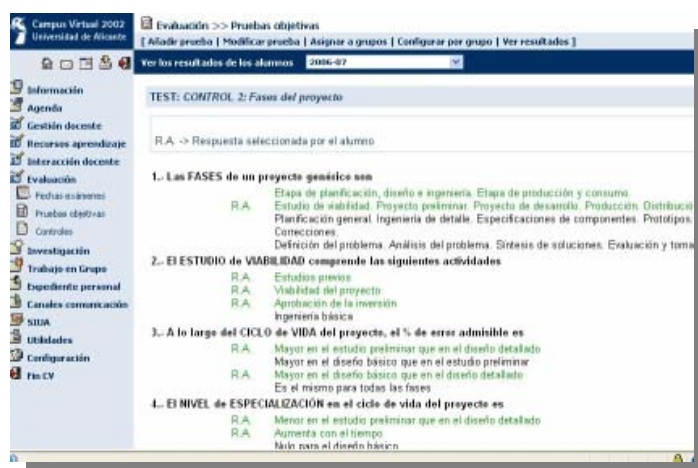 Campus Virtual 2002
Universidad de Alicante
Evaluación >> Pruebas objetivas
[ Añadir prueba | Modificar prueba | Asignar a grupos | Configurar por grupo | Ver resultados ]
Ver los resultados de los alumnos 2006-07
Información
Agenda
Gestión docente
Recursos aprendizaje
Interacción docente
Evaluación
Fechas exámenes
Pruebas objetivas
Controles
Investigación
Trabajo en Grupo
Expediente personal
Canales comunicación
SIUA
Utilidades
Configuración
Fin CV
TEST: CONTROL 2: Fases del proyecto
R.A. -> Respuesta seleccionada por el alumno
1.- Las FASES de un proyecto genérico son
Etapa de planificación, diseño e ingeniería. Etapa de producción y consumo.
R.A. Estudio de viabilidad. Proyecto preliminar. Proyecto de desarrollo. Producción. Distribució
Planificación general. Ingeniería de detalle. Especificaciones de componentes. Prototipos.
Correcciones.
Definición del problema. Análisis del problema. Síntesis de soluciones. Evaluación y toma
2.- El ESTUDIO de VIABILIDAD comprende las siguientes actividades
R.A. Estudios previos
R.A. Viabilidad del proyecto
R.A. Aprobación de la inversión
Ingeniería básica
3.- A lo largo del CICLO de VIDA del proyecto, el % de error admisible es
R.A. Mayor en el estudio preliminar que en el diseño detallado
Mayor en el diseño básico que en el estudio preliminar
R.A. Mayor en el diseño básico que en el diseño detallado
Es el mismo para todas las fases
4.- El NIVEL de ESPECIALIZACIÓN en el ciclo de vida del proyecto es
R.A. Menor en el estudio preliminar que en el diseño detallado
R.A. Aumenta con el tiempo
Nulo para el diseño básico